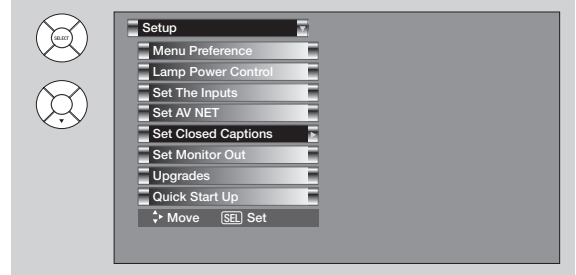 SELECT
Setup
Menu Preference
Lamp Power Control
Set The Inputs
Set AV NET
Set Closed Captions
Set Monitor Out
Upgrades
Quick Start Up
Move SEL Set